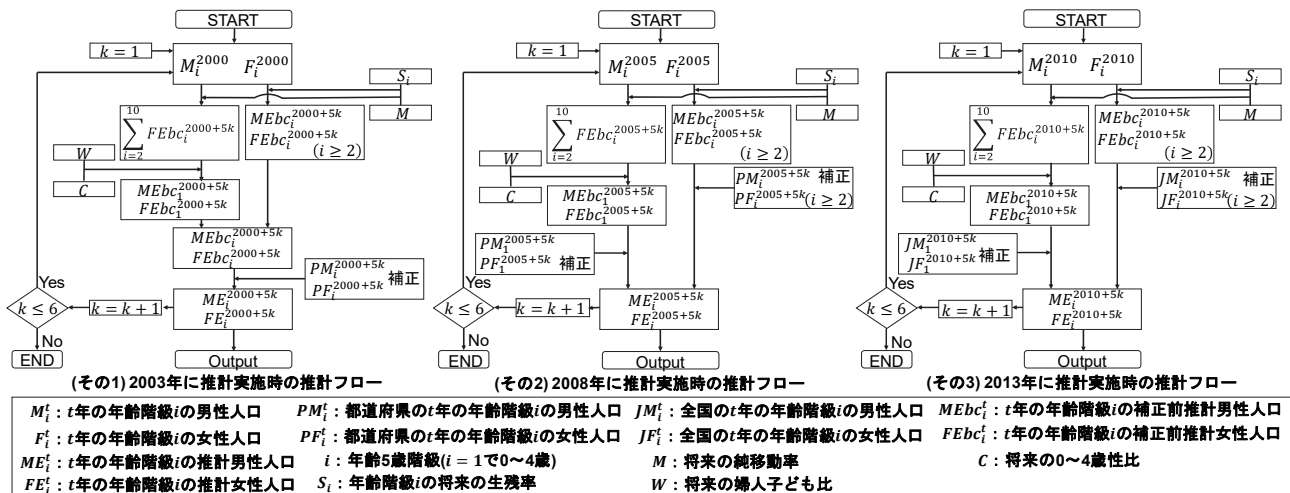 START
k = 1
M_i^{2000} F_i^{2000}
S_i
M
\sum_{i=2}^{10} FEbc_i^{2000+5k}
MEbc_i^{2000+5k}
FEbc_i^{2000+5k}
(i ≥ 2)
W
C
MEbc_1^{2000+5k}
FEbc_1^{2000+5k}
MEbc_i^{2000+5k}
FEbc_i^{2000+5k}
PM_i^{2000+5k} 補正
PF_i^{2000+5k}
Yes
k ≤ 6
k = k + 1
ME_i^{2000+5k}
FE_i^{2000+5k}
No
END
Output
(その1) 2003年に推計実施時の推計フロー
START
k = 1
M_i^{2005} F_i^{2005}
S_i
M
\sum_{i=2}^{10} FEbc_i^{2005+5k}
MEbc_i^{2005+5k}
FEbc_i^{2005+5k}
(i ≥ 2)
W
C
MEbc_1^{2005+5k}
FEbc_1^{2005+5k}
PM_i^{2005+5k} 補正
PF_i^{2005+5k}(i ≥ 2)
PM_1^{2005+5k}
PF_1^{2005+5k} 補正
Yes
k ≤ 6
k = k + 1
ME_i^{2005+5k}
FE_i^{2005+5k}
No
END
Output
(その2) 2008年に推計実施時の推計フロー
START
k = 1
M_i^{2010} F_i^{2010}
S_i
M
\sum_{i=2}^{10} FEbc_i^{2010+5k}
MEbc_i^{2010+5k}
FEbc_i^{2010+5k}
(i ≥ 2)
W
C
MEbc_1^{2010+5k}
FEbc_1^{2010+5k}
JM_i^{2010+5k} 補正
JF_i^{2010+5k}(i ≥ 2)
JM_1^{2010+5k}
JF_1^{2010+5k} 補正
Yes
k ≤ 6
k = k + 1
ME_i^{2010+5k}
FE_i^{2010+5k}
No
END
Output
(その3) 2013年に推計実施時の推計フロー
M_i^t：t年の年齢階級iの男性人口
F_i^t：t年の年齢階級iの女性人口
ME_i^t：t年の年齢階級iの推計男性人口
FE_i^t：t年の年齢階級iの推計女性人口
PM_i^t：都道府県のt年の年齢階級iの男性人口
PF_i^t：都道府県のt年の年齢階級iの女性人口
i：年齢5歳階級(i = 1で0〜4歳)
S_i：年齢階級iの将来の生残率
JM_i^t：全国のt年の年齢階級iの男性人口
JF_i^t：全国のt年の年齢階級iの女性人口
M：将来の純移動率
W：将来の婦人子ども比
MEbc_i^t：t年の年齢階級iの補正前推計男性人口
FEbc_i^t：t年の年齢階級iの補正前推計女性人口
C：将来の0〜4歳性比